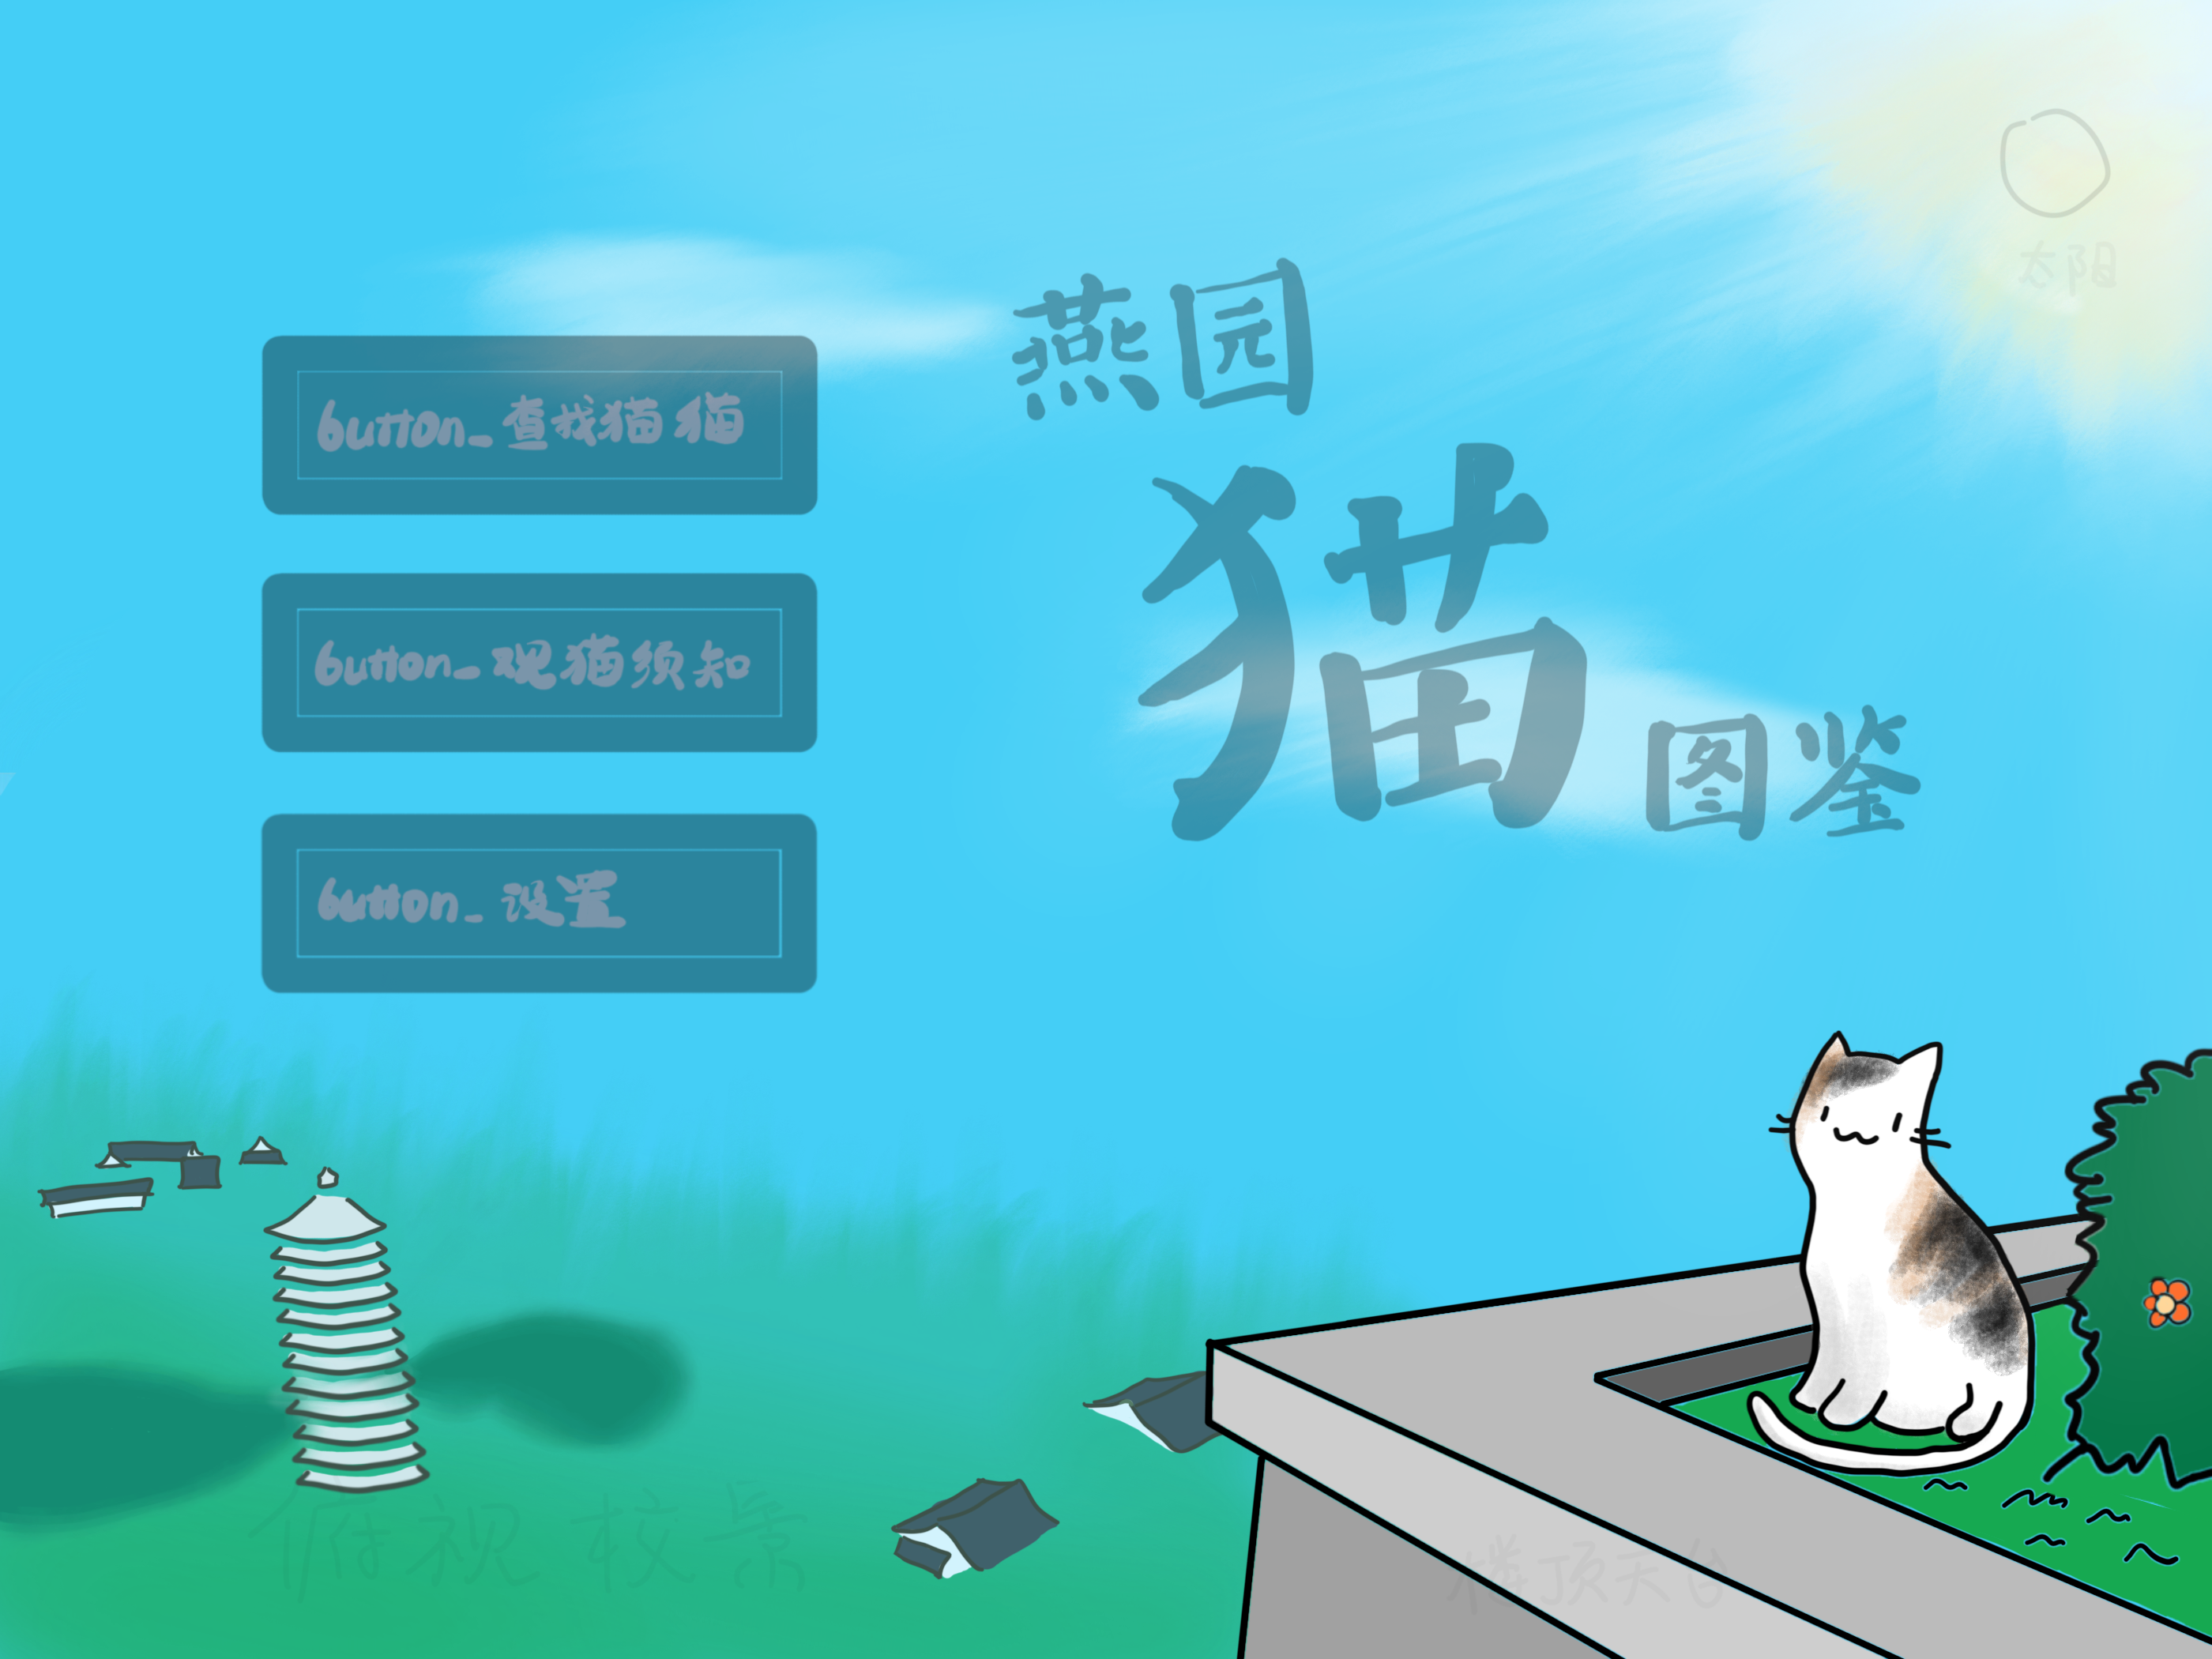 太阳
燕园
猫
图鉴
button_查找猫猫
button_观猫须知
button_设置
俯视校景
楼顶天台